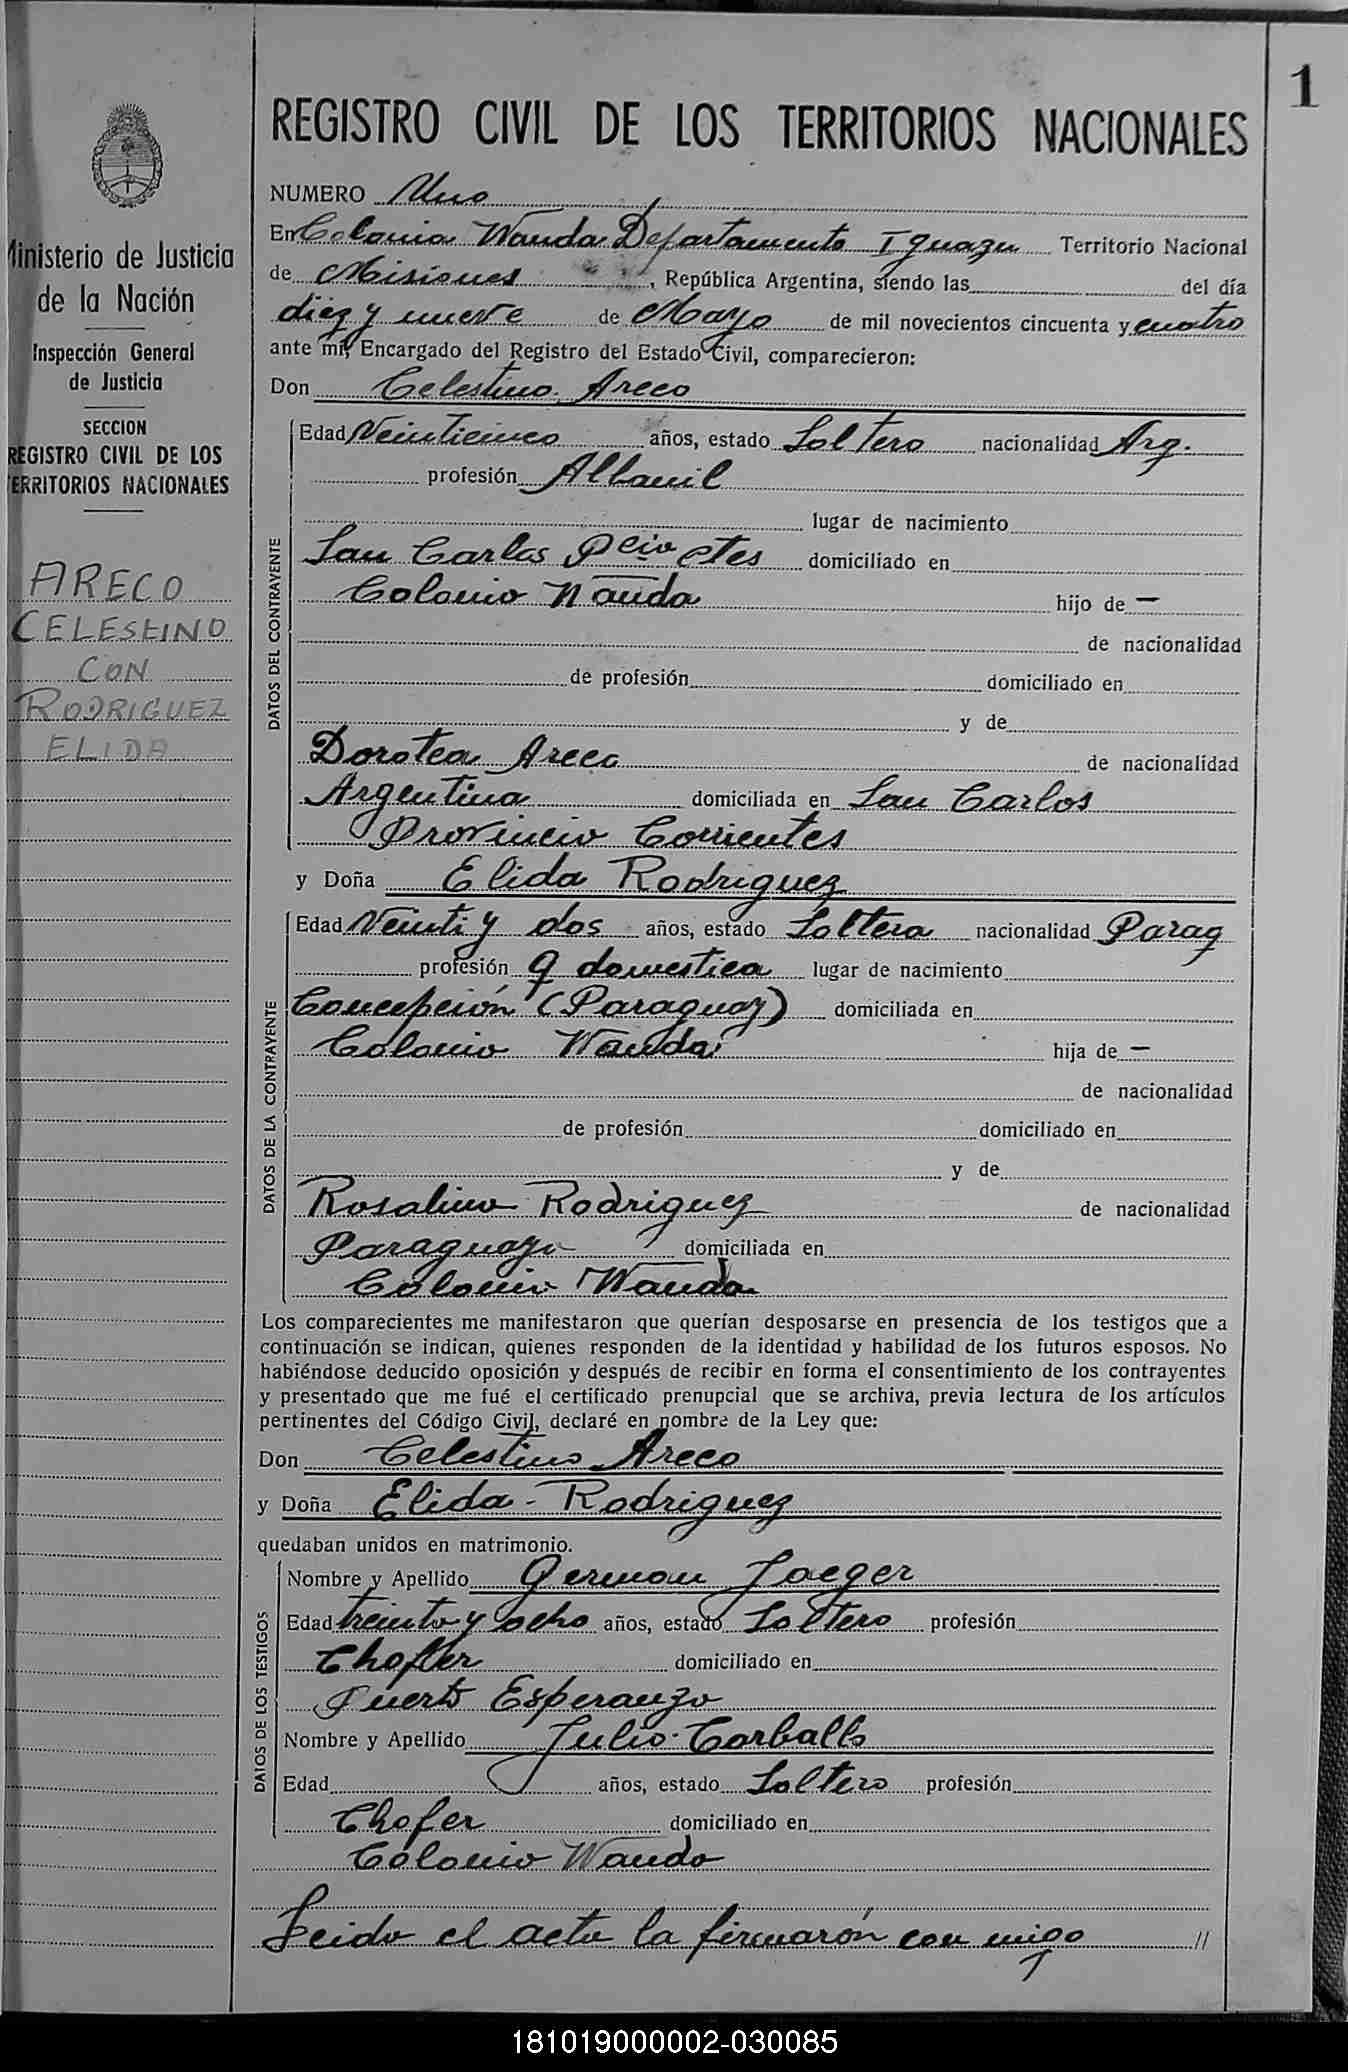 1
REGISTRO CIVIL DE LOS TERRITORIOS NACIONALES
Ministerio de Justicia
de la Nación
Inspección General
de Justicia
SECCION
REGISTRO CIVIL DE LOS
TERRITORIOS NACIONALES
ARECO
CELESTINO
CON
RODRIGUEZ
ELIDA
NUMERO Uno
En Colonia Wanda Departamento Iguazu Territorio Nacional
de Misiones, República Argentina, siendo las del día
diez y nueve de Mayo de mil novecientos cincuenta y cuatro
ante mí, Encargado del Registro del Estado Civil, comparecieron:
Don Celestino Areco
DATOS DEL CONTRAYENTE
Edad Veinticinco años, estado Soltero nacionalidad Arg.
profesión Albanil
lugar de nacimiento
San Carlos Pcia ctes domiciliado en
Colonia Wanda hijo de —
de nacionalidad
de profesión domiciliado en
y de
Dorotea Areco de nacionalidad
Argentina domiciliada en San Carlos
Provincia Corrientes
y Doña Elida Rodriguez
DATOS DE LA CONTRAYENTE
Edad Veinti y dos años, estado Soltera nacionalidad Parag
profesión q domestica lugar de nacimiento
Concepción (Paraguay) domiciliada en
Colonia Wanda hija de —
de nacionalidad
de profesión domiciliado en
y de
Rosalina Rodriguez de nacionalidad
Paraguaya domiciliada en
Colonia Wanda
Los comparecientes me manifestaron que querían desposarse en presencia de los testigos que a
continuación se indican, quienes responden de la identidad y habilidad de los futuros esposos. No
habiéndose deducido oposición y después de recibir en forma el consentimiento de los contrayentes
y presentado que me fué el certificado prenupcial que se archiva, previa lectura de los artículos
pertinentes del Código Civil, declaré en nombre de la Ley que:
Don Celestino Areco
y Doña Elida - Rodriguez
quedaban unidos en matrimonio.
DATOS DE LOS TESTIGOS
Nombre y Apellido German Jaeger
Edad treinta y ocho años, estado Soltero profesión
Chofer domiciliado en
Puerto Esperanza
Nombre y Apellido Julio Carballo
Edad años, estado Soltero profesión
Chofer domiciliado en
Colonia Wanda
Leida el acta la firmarón con migo //
181019000002-030085